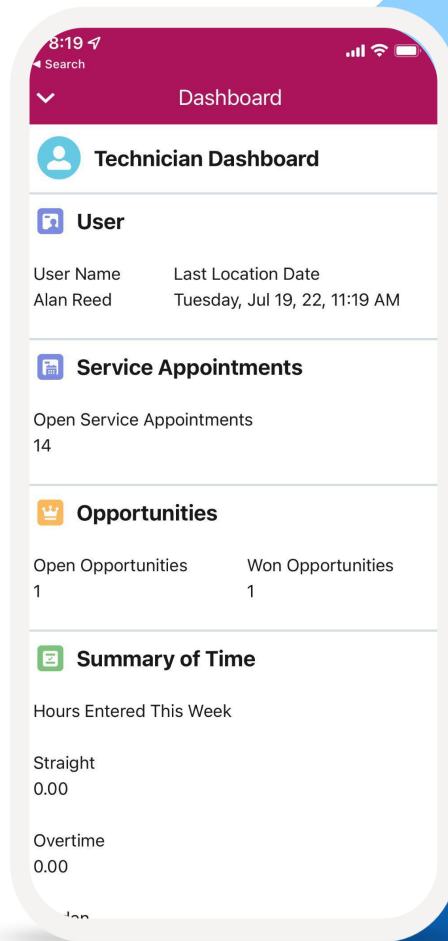 8:19
◀ Search
Dashboard
Technician Dashboard
User
User Name Last Location Date
Alan Reed Tuesday, Jul 19, 22, 11:19 AM
Service Appointments
Open Service Appointments
14
Opportunities
Open Opportunities Won Opportunities
1 1
Summary of Time
Hours Entered This Week
Straight
0.00
Overtime
0.00